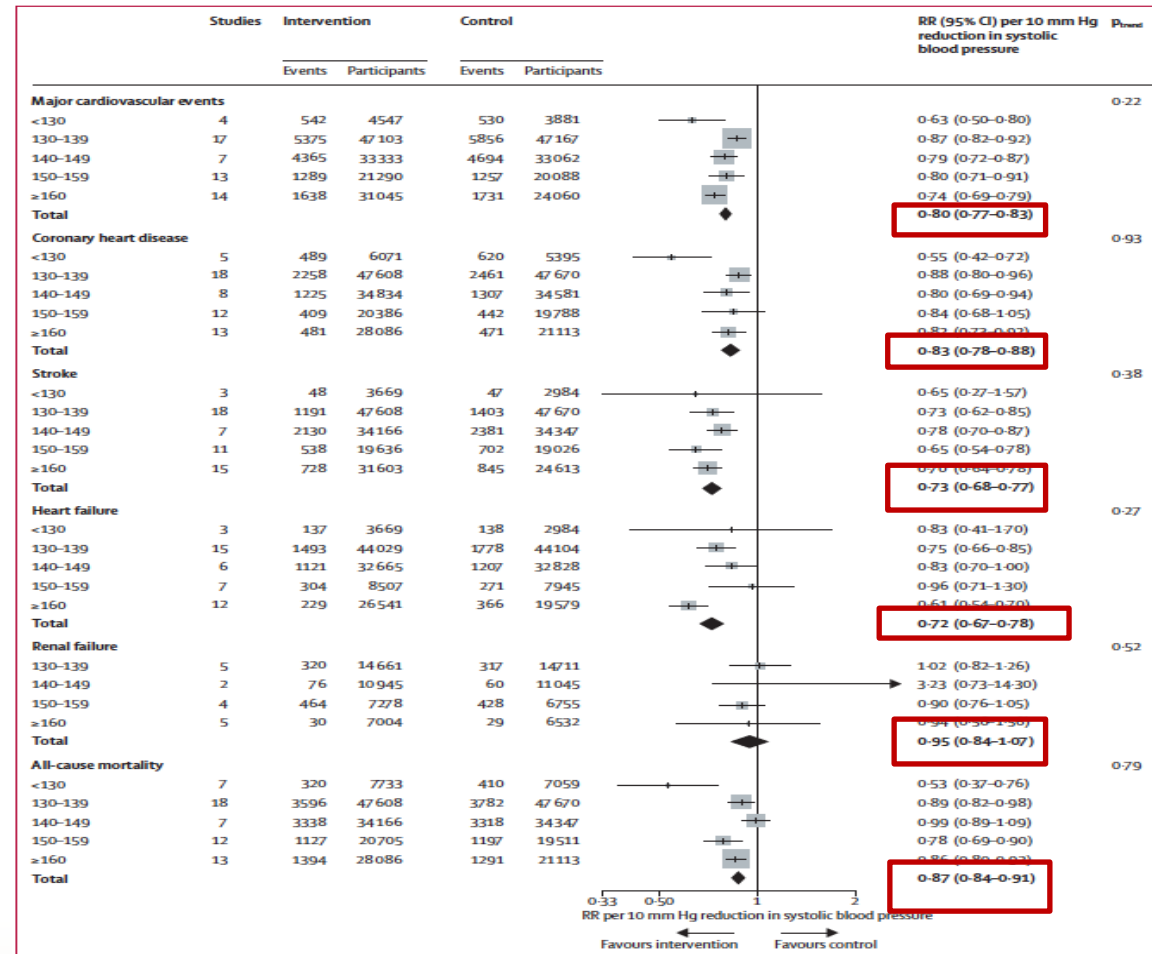 Studies Intervention Control RR (95% CI) per 10 mm Hg Ptrend
reduction in systolic
blood pressure
Events Participants Events Participants
Major cardiovascular events 0·22
<130 4 542 4547 530 3881 0·63 (0·50–0·80)
130–139 17 5375 47103 5856 47167 0·87 (0·82–0·92)
140–149 7 4365 33333 4694 33062 0·79 (0·72–0·87)
150–159 13 1289 21290 1257 20088 0·80 (0·71–0·91)
≥160 14 1638 31045 1731 24060 0·74 (0·69–0·79)
Total 0·80 (0·77–0·83)
Coronary heart disease 0·93
<130 5 489 6071 620 5395 0·55 (0·42–0·72)
130–139 18 2258 47608 2461 47670 0·88 (0·80–0·96)
140–149 8 1225 34834 1307 34581 0·80 (0·69–0·94)
150–159 12 409 20386 442 19788 0·84 (0·68–1·05)
≥160 13 481 28086 471 21113
Total 0·83 (0·78–0·88)
Stroke 0·38
<130 3 48 3669 47 2984 0·65 (0·27–1·57)
130–139 18 1191 47608 1403 47670 0·73 (0·62–0·85)
140–149 7 2130 34166 2381 34347 0·78 (0·70–0·87)
150–159 11 538 19636 702 19026 0·65 (0·54–0·78)
≥160 15 728 31603 845 24613
Total 0·73 (0·68–0·77)
Heart failure 0·27
<130 3 137 3669 138 2984 0·83 (0·41–1·70)
130–139 15 1493 44029 1778 44104 0·75 (0·66–0·85)
140–149 6 1121 32665 1207 32828 0·83 (0·70–1·00)
150–159 7 304 8507 271 7945 0·96 (0·71–1·30)
≥160 12 229 26541 366 19579
Total 0·72 (0·67–0·78)
Renal failure 0·52
130–139 5 320 14661 317 14711 1·02 (0·82–1·26)
140–149 2 76 10945 60 11045 3·23 (0·73–14·30)
150–159 4 464 7278 428 6755 0·90 (0·76–1·05)
≥160 5 30 7004 29 6532
Total 0·95 (0·84–1·07)
All-cause mortality 0·79
<130 7 320 7733 410 7059 0·53 (0·37–0·76)
130–139 18 3596 47608 3782 47670 0·89 (0·82–0·98)
140–149 7 3338 34166 3318 34347 0·99 (0·89–1·09)
150–159 12 1127 20705 1197 19511 0·78 (0·69–0·90)
≥160 13 1394 28086 1291 21113
Total 0·87 (0·84–0·91)
0·33 0·50 1 2
RR per 10 mm Hg reduction in systolic blood pressure
Favours intervention Favours control